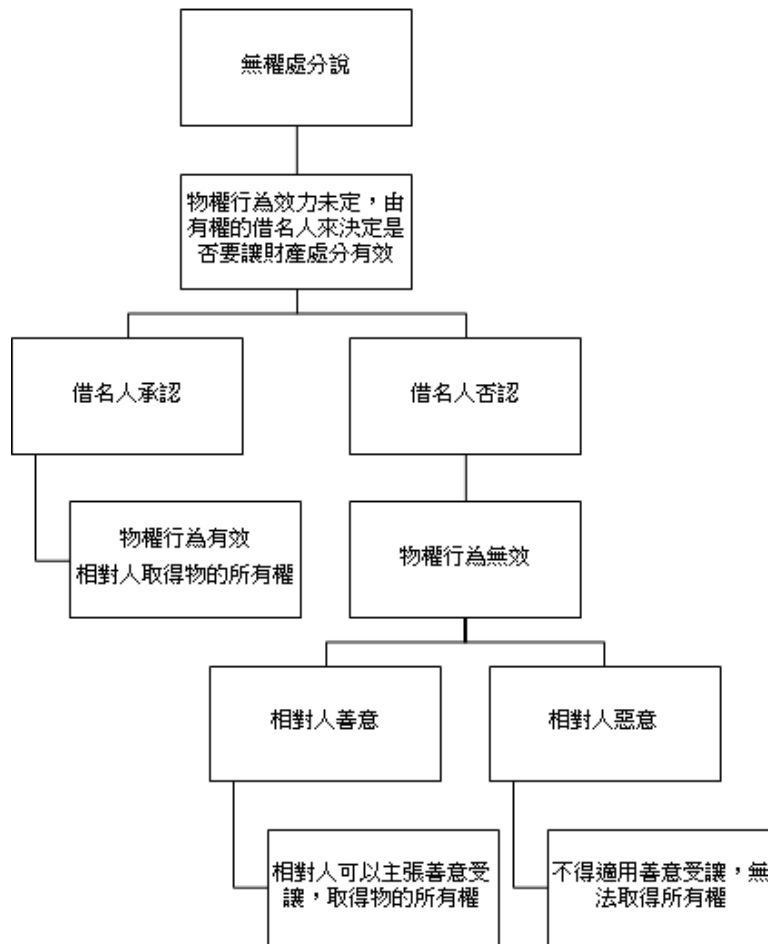 無權處分說
物權行為效力未定，由
有權的借名人來決定是
否要讓財產處分有效
借名人承認
借名人否認
物權行為有效
相對人取得物的所有權
物權行為無效
相對人善意
相對人惡意
相對人可以主張善意受
讓，取得物的所有權
不得適用善意受讓，無
法取得所有權